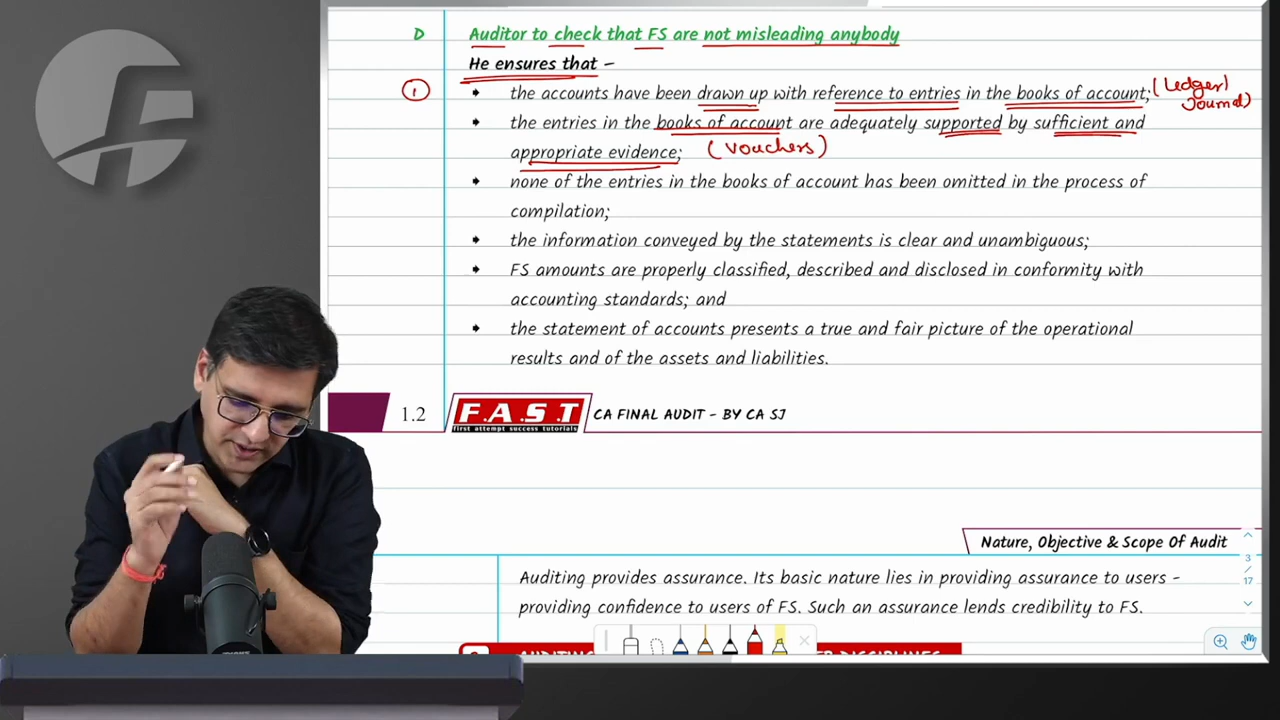 D Auditor to check that FS are not misleading anybody
He ensures that –
① the accounts have been drawn up with reference to entries in the books of account; (Ledger/
Journal)
the entries in the books of account are adequately supported by sufficient and
appropriate evidence; (vouchers)
none of the entries in the books of account has been omitted in the process of
compilation;
the information conveyed by the statements is clear and unambiguous;
FS amounts are properly classified, described and disclosed in conformity with
accounting standards; and
the statement of accounts presents a true and fair picture of the operational
results and of the assets and liabilities.
1.2 F.A.S.T CA FINAL AUDIT - BY CA SJ
first attempt success tutorials
Nature, Objective & Scope Of Audit
3
/
17
Auditing provides assurance. Its basic nature lies in providing assurance to users –
providing confidence to users of FS. Such an assurance lends credibility to FS.